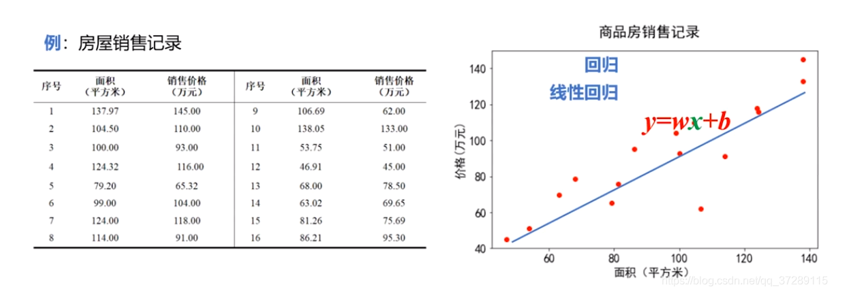 例：房屋销售记录
序号 面积（平方米） 销售价格（万元） 序号 面积（平方米） 销售价格（万元）
1 137.97 145.00 9 106.69 62.00
2 104.50 110.00 10 138.05 133.00
3 100.00 93.00 11 53.75 51.00
4 124.32 116.00 12 46.91 45.00
5 79.20 65.32 13 68.00 78.50
6 99.00 104.00 14 63.02 69.65
7 124.00 118.00 15 81.26 75.69
8 114.00 91.00 16 86.21 95.30
商品房销售记录
回归
线性回归
y=wx+b
价格(万元)
140
120
100
80
60
40
60 80 100 120 140
面积（平方米）
https://blog.csdn.net/qq_37289115